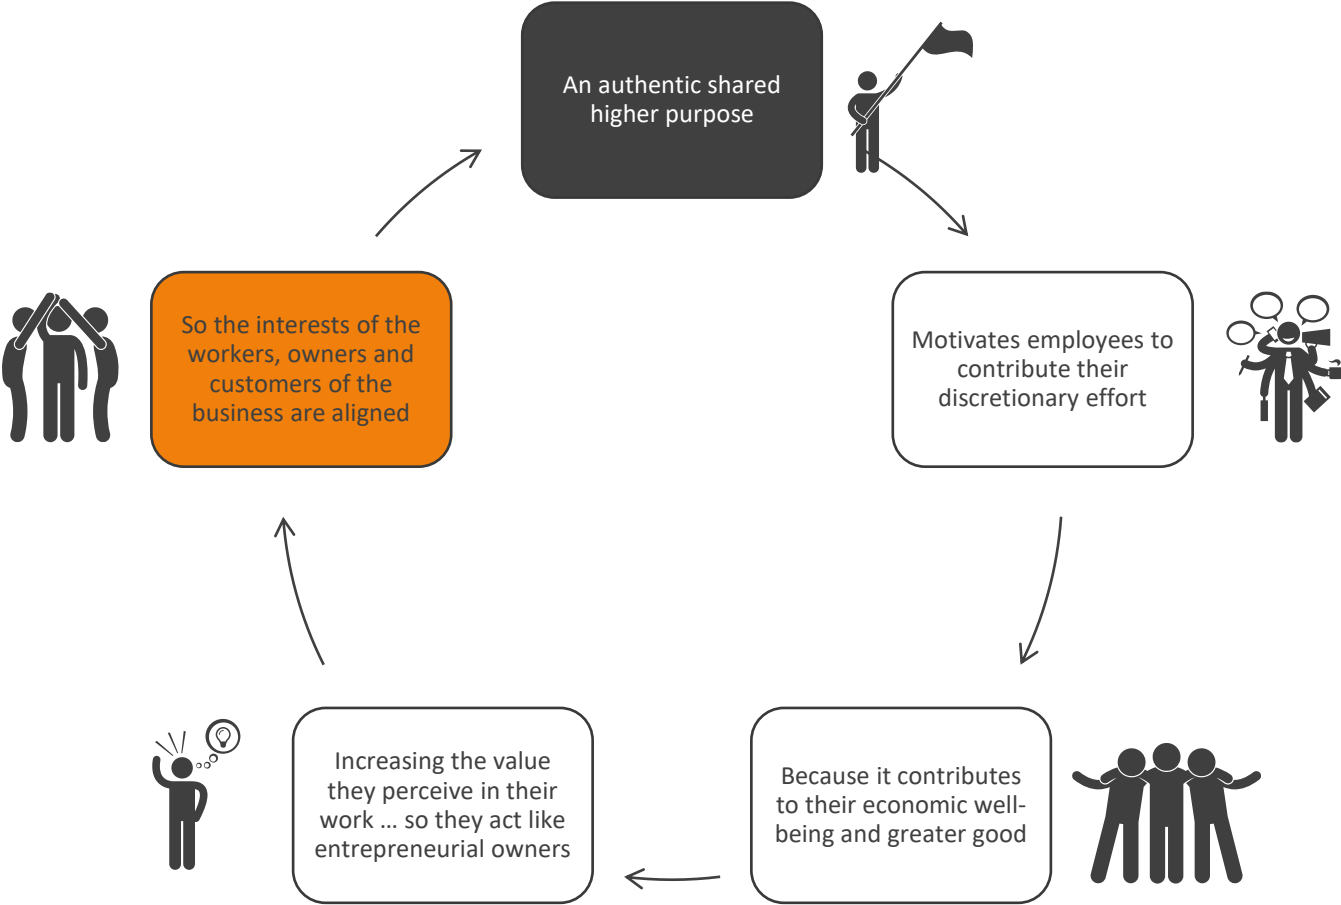 An authentic shared
higher purpose
Motivates employees to
contribute their
discretionary effort
Because it contributes
to their economic well-
being and greater good
Increasing the value
they perceive in their
work ... so they act like
entrepreneurial owners
So the interests of the
workers, owners and
customers of the
business are aligned